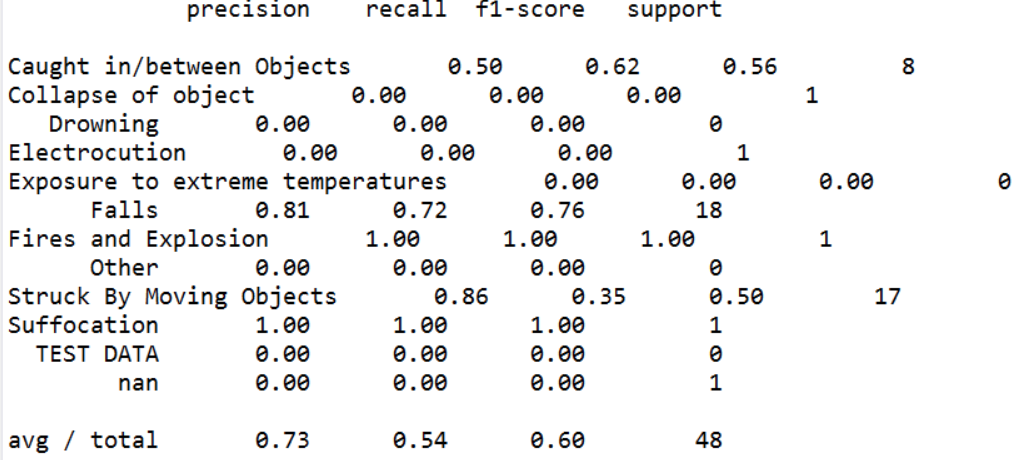 precision recall f1-score support
Caught in/between Objects 0.50 0.62 0.56 8
Collapse of object 0.00 0.00 0.00 1
Drowning 0.00 0.00 0.00 0
Electrocution 0.00 0.00 0.00 1
Exposure to extreme temperatures 0.00 0.00 0.00 0
Falls 0.81 0.72 0.76 18
Fires and Explosion 1.00 1.00 1.00 1
Other 0.00 0.00 0.00 0
Struck By Moving Objects 0.86 0.35 0.50 17
Suffocation 1.00 1.00 1.00 1
TEST DATA 0.00 0.00 0.00 0
nan 0.00 0.00 0.00 1
avg / total 0.73 0.54 0.60 48